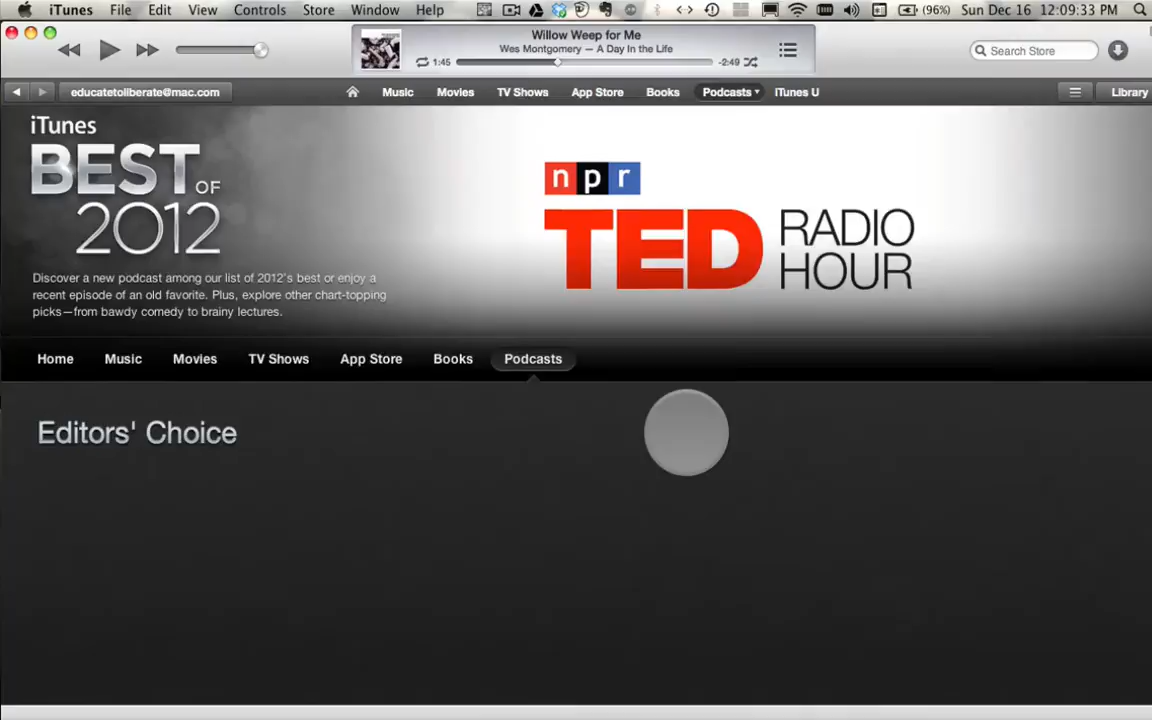 iTunes File Edit View Controls Store Window Help (96%) Sun Dec 16 12:09:33 PM
Willow Weep for Me
Wes Montgomery — A Day In the Life
1:45 -2:49
Search Store
educatetoliberate@mac.com Music Movies TV Shows App Store Books Podcasts iTunes U Library
iTunes
BEST OF
2012
Discover a new podcast among our list of 2012's best or enjoy a
recent episode of an old favorite. Plus, explore other chart-topping
picks—from bawdy comedy to brainy lectures.
npr
TED RADIO
HOUR
Home Music Movies TV Shows App Store Books Podcasts
Editors' Choice